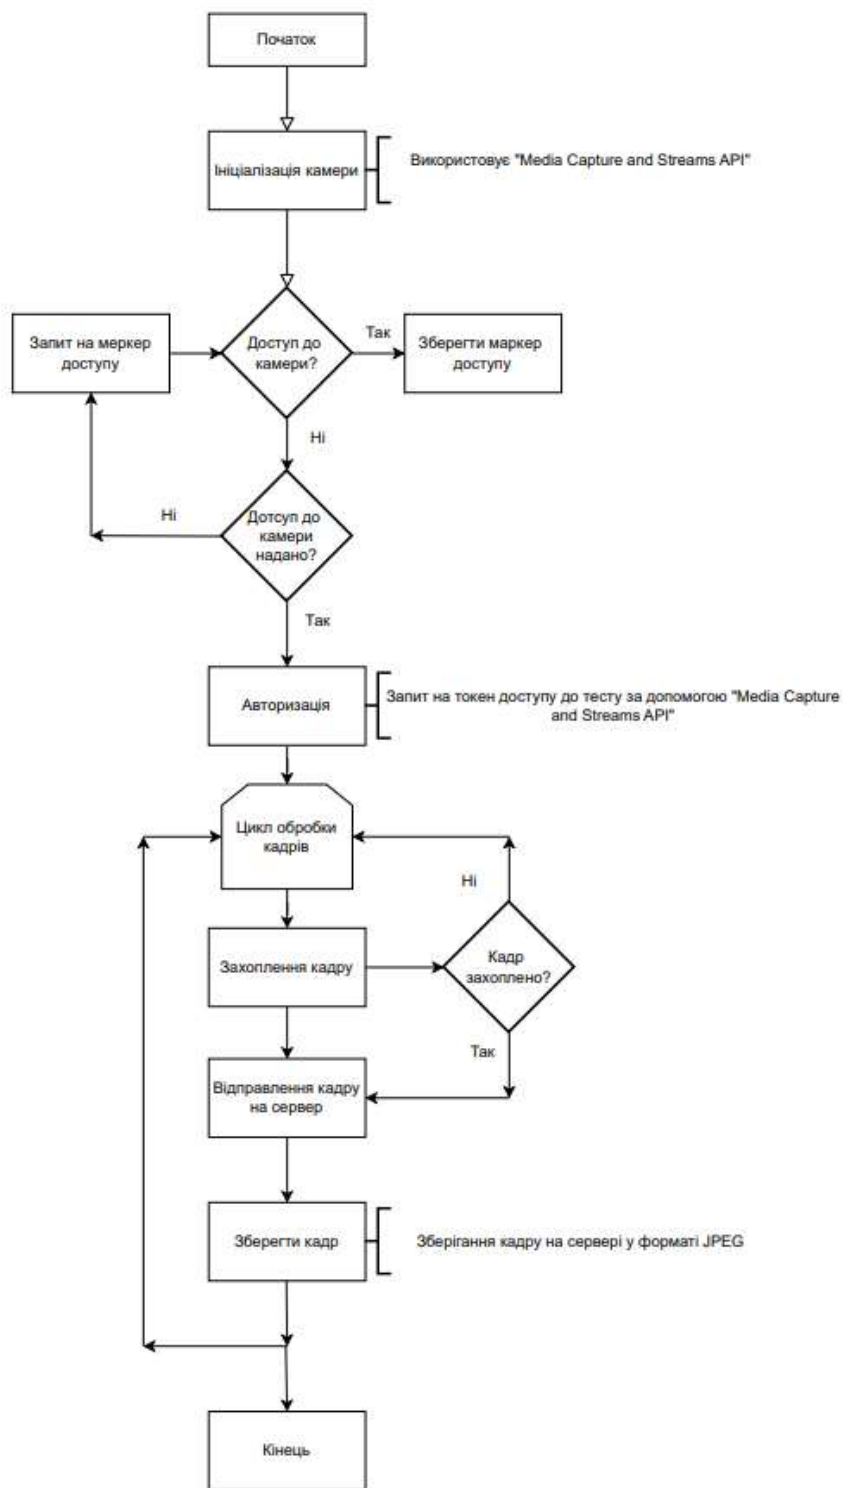 Початок
Ініціалізація камери
Використовує "Media Capture and Streams API"
Запит на меркер
доступу
Доступ до
камери?
Так
Зберегти маркер
доступу
Ні
Ні
Дотсуп до
камери
надано?
Так
Авторизація
Запит на токен доступу до тесту за допомогою "Media Capture
and Streams API"
Цикл обробки
кадрів
Ні
Захоплення кадру
Кадр
захоплено?
Так
Відправлення кадру
на сервер
Зберегти кадр
Зберігання кадру на сервері у форматі JPEG
Кінець